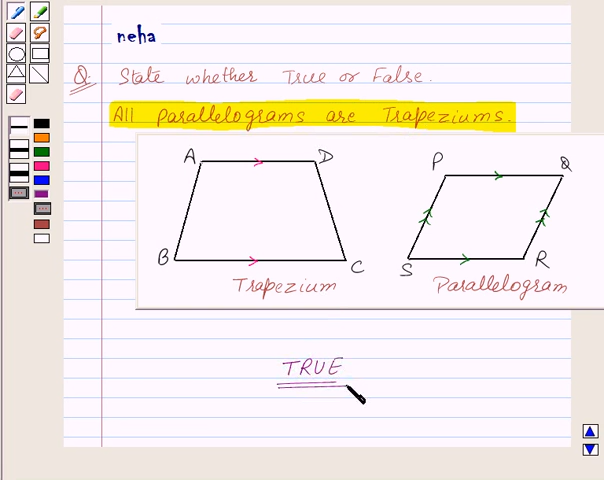 neha
Q. State whether True or False.
All parallelograms are Trapeziums.
A D P Q
B C S R
Trapezium Parallelogram
TRUE